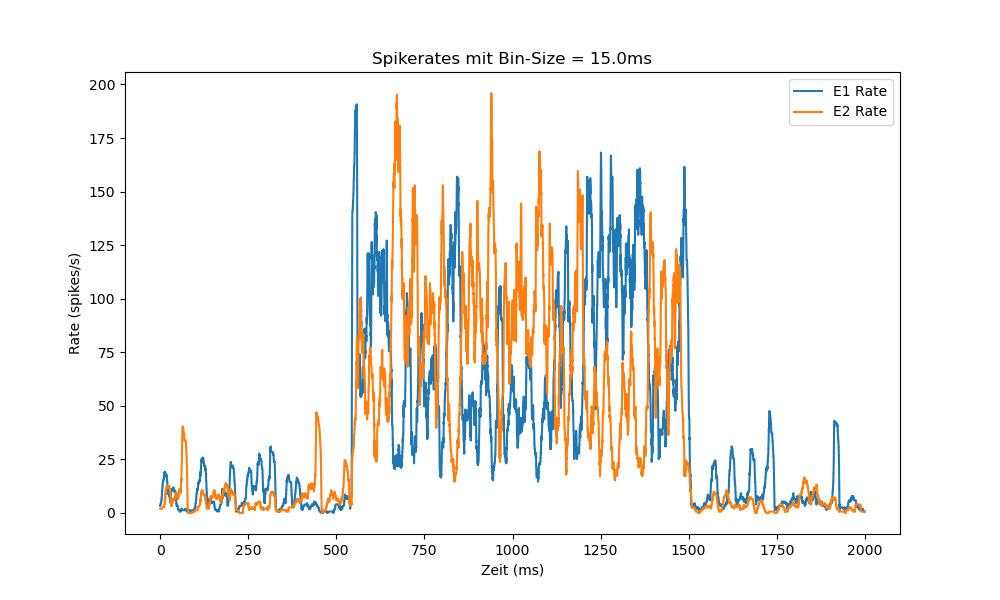 Spikerates mit Bin-Size = 15.0ms
E1 Rate
E2 Rate
200
175
150
125
100
75
50
25
0
Rate (spikes/s)
0 250 500 750 1000 1250 1500 1750 2000
Zeit (ms)